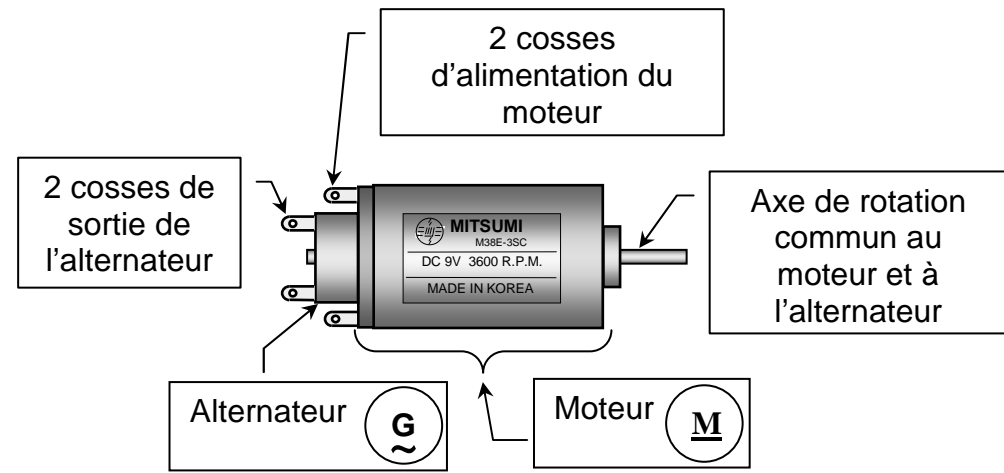 2 cosses
d’alimentation du
moteur
2 cosses de
sortie de
l’alternateur
MITSUMI
M38E-3SC
DC 9V 3600 R.P.M.
MADE IN KOREA
Axe de rotation
commun au
moteur et à
l’alternateur
Alternateur
G
~
Moteur
M